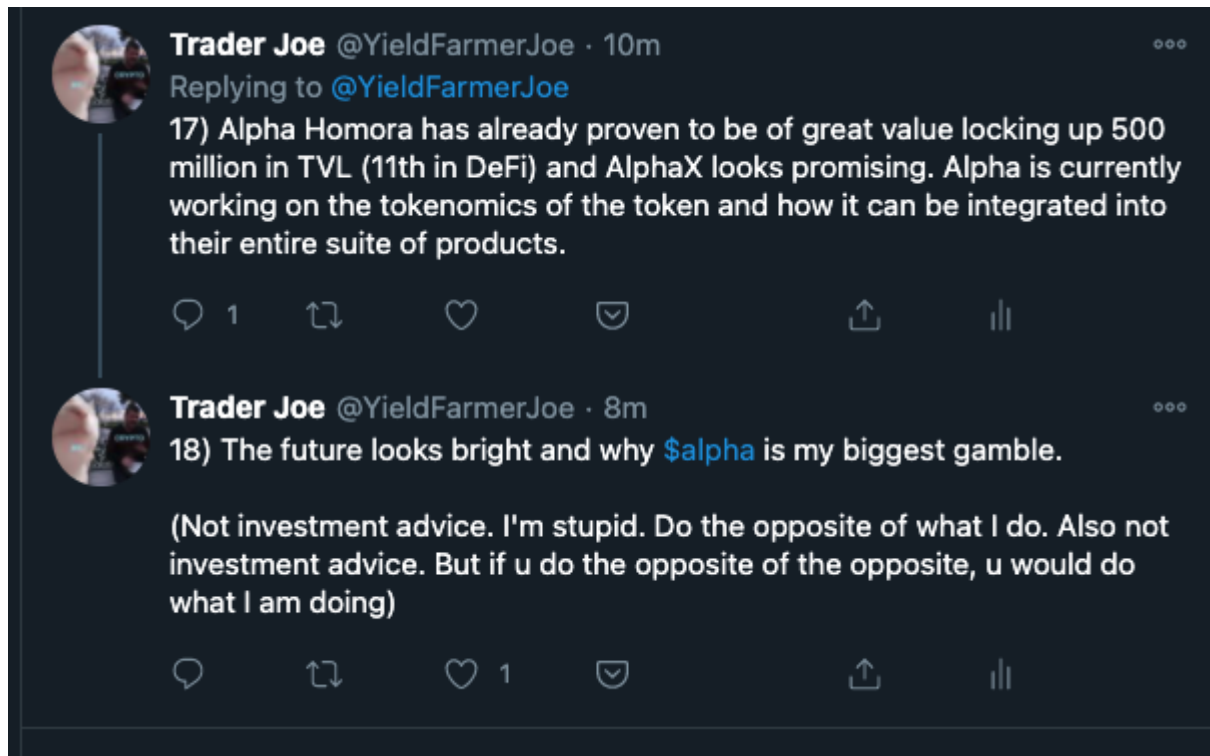 Trader Joe @YieldFarmerJoe · 10m
Replying to @YieldFarmerJoe
17) Alpha Homora has already proven to be of great value locking up 500
million in TVL (11th in DeFi) and AlphaX looks promising. Alpha is currently
working on the tokenomics of the token and how it can be integrated into
their entire suite of products.
1
Trader Joe @YieldFarmerJoe · 8m
18) The future looks bright and why $alpha is my biggest gamble.
(Not investment advice. I'm stupid. Do the opposite of what I do. Also not
investment advice. But if u do the opposite of the opposite, u would do
what I am doing)
1